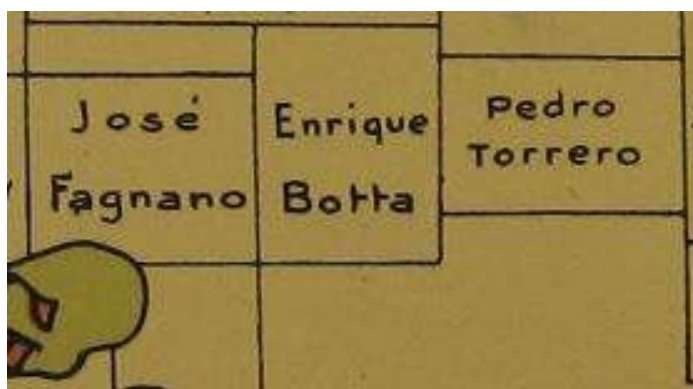 José
Fagnano
Enrique
Botta
Pedro
Torrero